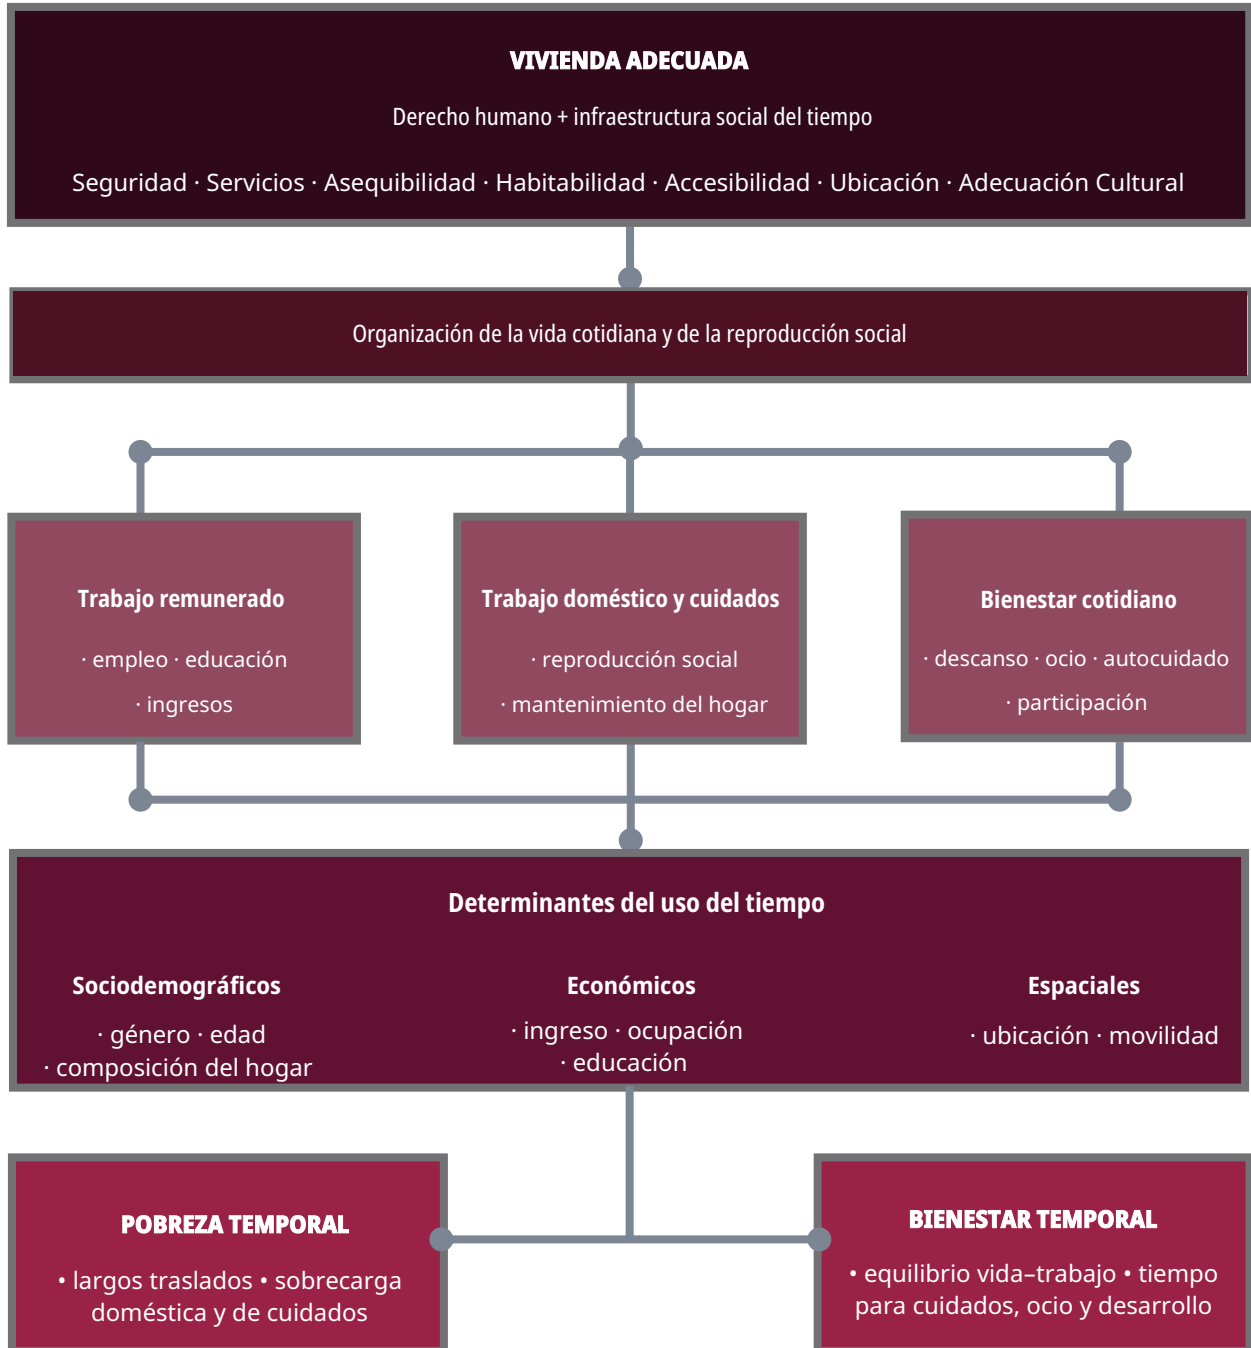 VIVIENDA ADECUADA
Derecho humano + infraestructura social del tiempo
Seguridad · Servicios · Asequibilidad · Habitabilidad · Accesibilidad · Ubicación · Adecuación Cultural
Organización de la vida cotidiana y de la reproducción social
Trabajo remunerado
· empleo · educación
· ingresos
Trabajo doméstico y cuidados
· reproducción social
· mantenimiento del hogar
Bienestar cotidiano
· descanso · ocio · autocuidado
· participación
Determinantes del uso del tiempo
Sociodemográficos
· género · edad
· composición del hogar
Económicos
· ingreso · ocupación
· educación
Espaciales
· ubicación · movilidad
POBREZA TEMPORAL
• largos traslados • sobrecarga
doméstica y de cuidados
BIENESTAR TEMPORAL
• equilibrio vida–trabajo • tiempo
para cuidados, ocio y desarrollo